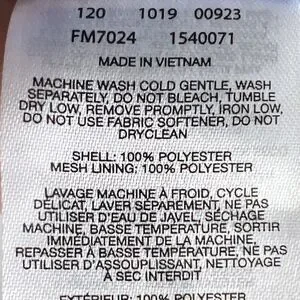 120 1019 00923
FM7024 1540071
MADE IN VIETNAM
MACHINE WASH COLD GENTLE, WASH
SEPARATELY, DO NOT BLEACH, TUMBLE
DRY LOW, REMOVE PROMPTLY, IRON LOW.
DO NOT USE FABRIC SOFTENER, DO NOT
DRYCLEAN
SHELL: 100% POLYESTER
MESH LINING: 100% POLYESTER
LAVAGE MACHINE À FROID, CYCLE
DÉLICAT, LAVER SÉPARÉMENT, NE PAS
UTILISER D'EAU DE JAVEL, SÉCHAGE
MACHINE, BASSE TEMPÉRATURE, SORTIR
IMMÉDIATEMENT DE LA MACHINE,
REPASSER À BASSE TEMPÉRATURE, NE PAS
UTILISER D'ASSOUPLISSANT, NETTOYAGE
À SEC INTERDIT
EXTÉRIEUR: 100% POLYESTER